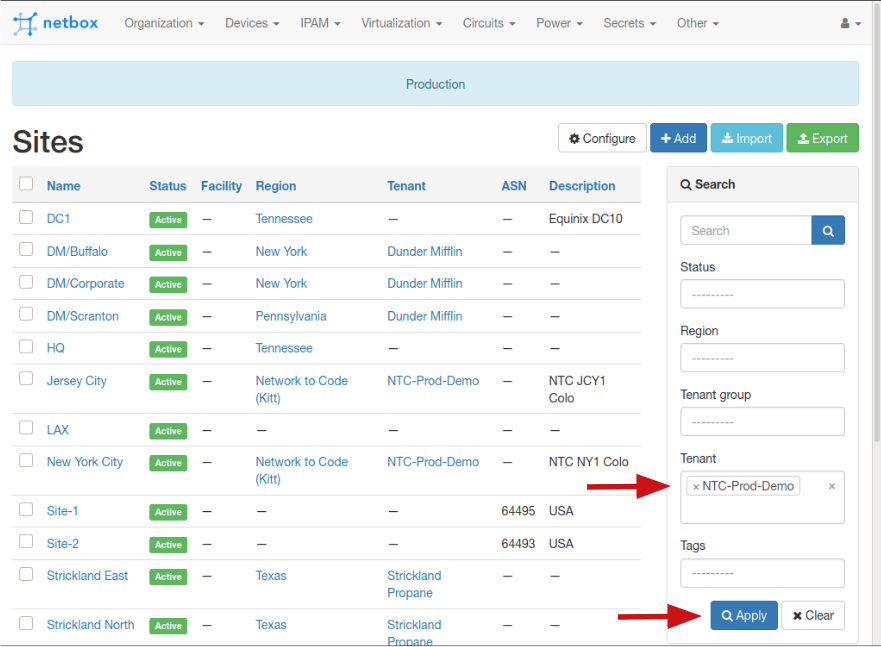 netbox Organization Devices IPAM Virtualization Circuits Power Secrets Other
Production
Sites
Configure Add Import Export
Name Status Facility Region Tenant ASN Description
DC1 Active — Tennessee — — Equinix DC10
DM/Buffalo Active — New York Dunder Mifflin — —
DM/Corporate Active — New York Dunder Mifflin — —
DM/Scranton Active — Pennsylvania Dunder Mifflin — —
HQ Active — Tennessee — — —
Jersey City Active — Network to Code NTC-Prod-Demo — NTC JCY1
(Kitt) Colo
LAX Active — — — — —
New York City Active — Network to Code NTC-Prod-Demo — NTC NY1 Colo
(Kitt)
Site-1 Active — — — 64495 USA
Site-2 Active — — — 64493 USA
Strickland East Active — Texas Strickland — —
Propane
Strickland North Active — Texas Strickland — —
Propane
Search
Search
Status
---------
Region
---------
Tenant group
---------
Tenant
× NTC-Prod-Demo ×
Tags
---------
Apply Clear